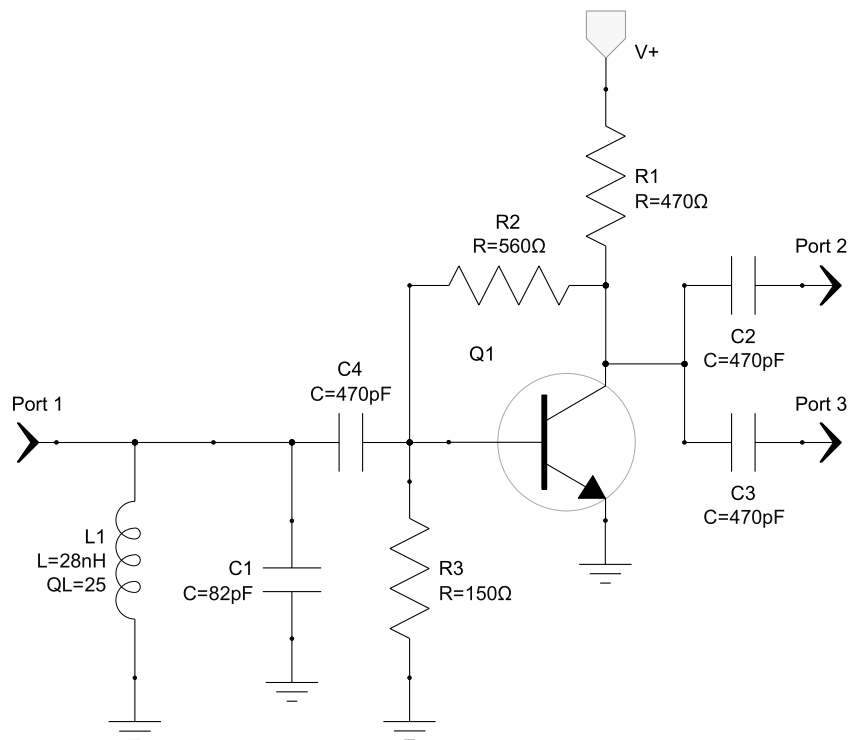 V+
R1
R=470Ω
R2
R=560Ω
Port 2
C2
C=470pF
Q1
C4
C=470pF
Port 1
Port 3
C3
C=470pF
L1
L=28nH
QL=25
C1
C=82pF
R3
R=150Ω